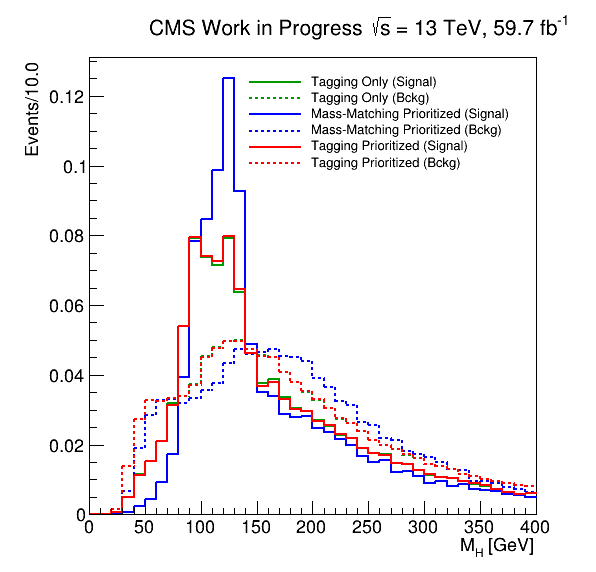 CMS Work in Progress √s = 13 TeV, 59.7 fb⁻¹
Events/10.0
Tagging Only (Signal)
Tagging Only (Bckg)
Mass-Matching Prioritized (Signal)
Mass-Matching Prioritized (Bckg)
Tagging Prioritized (Signal)
Tagging Prioritized (Bckg)
0.12
0.1
0.08
0.06
0.04
0.02
0
0 50 100 150 200 250 300 350 400
M_H [GeV]